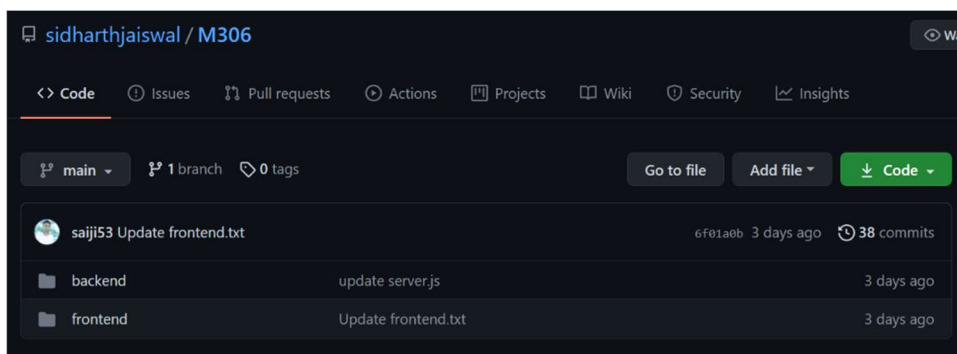 sidharthjaiswal / M306
Wa
<> Code Issues Pull requests Actions Projects Wiki Security Insights
main 1 branch 0 tags Go to file Add file Code
saiji53 Update frontend.txt 6f01a0b 3 days ago 38 commits
backend update server.js 3 days ago
frontend Update frontend.txt 3 days ago